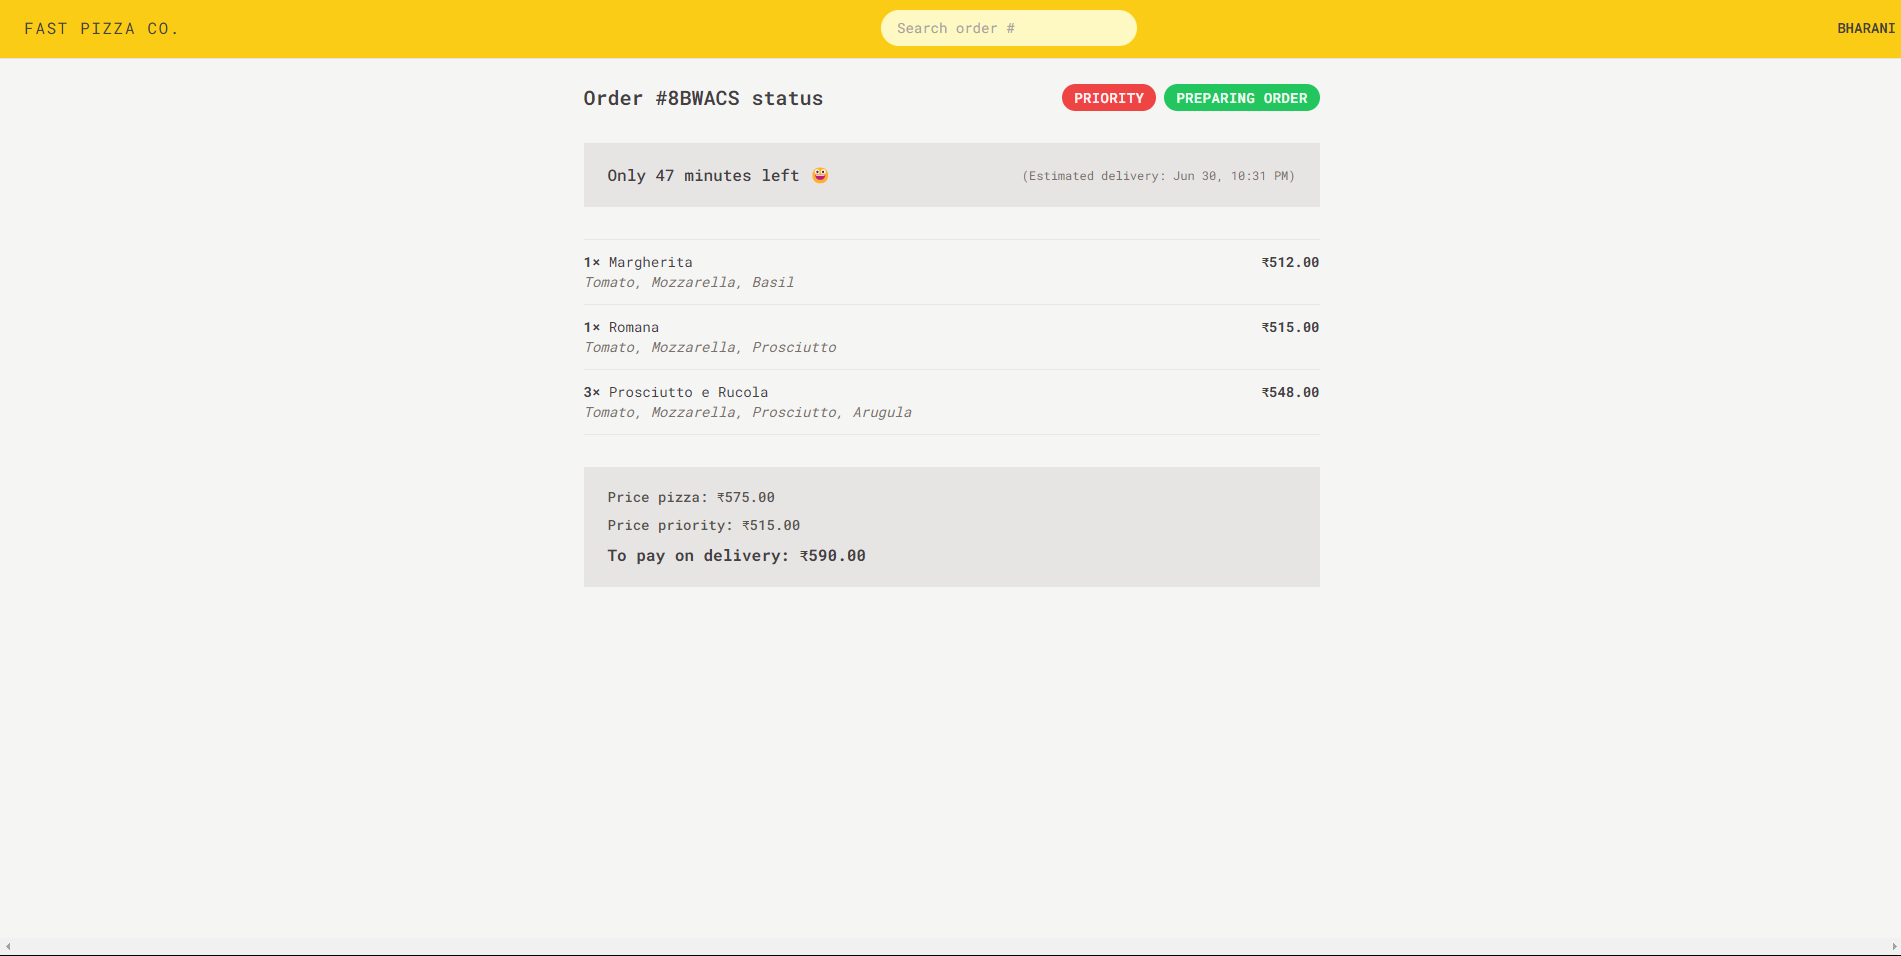 FAST PIZZA CO.
Search order #
BHARANI
Order #8BWACS status
PRIORITY
PREPARING ORDER
Only 47 minutes left 😀
(Estimated delivery: Jun 30, 10:31 PM)
1× Margherita
₹512.00
Tomato, Mozzarella, Basil
1× Romana
₹515.00
Tomato, Mozzarella, Prosciutto
3× Prosciutto e Rucola
₹548.00
Tomato, Mozzarella, Prosciutto, Arugula
Price pizza: ₹575.00
Price priority: ₹515.00
To pay on delivery: ₹590.00